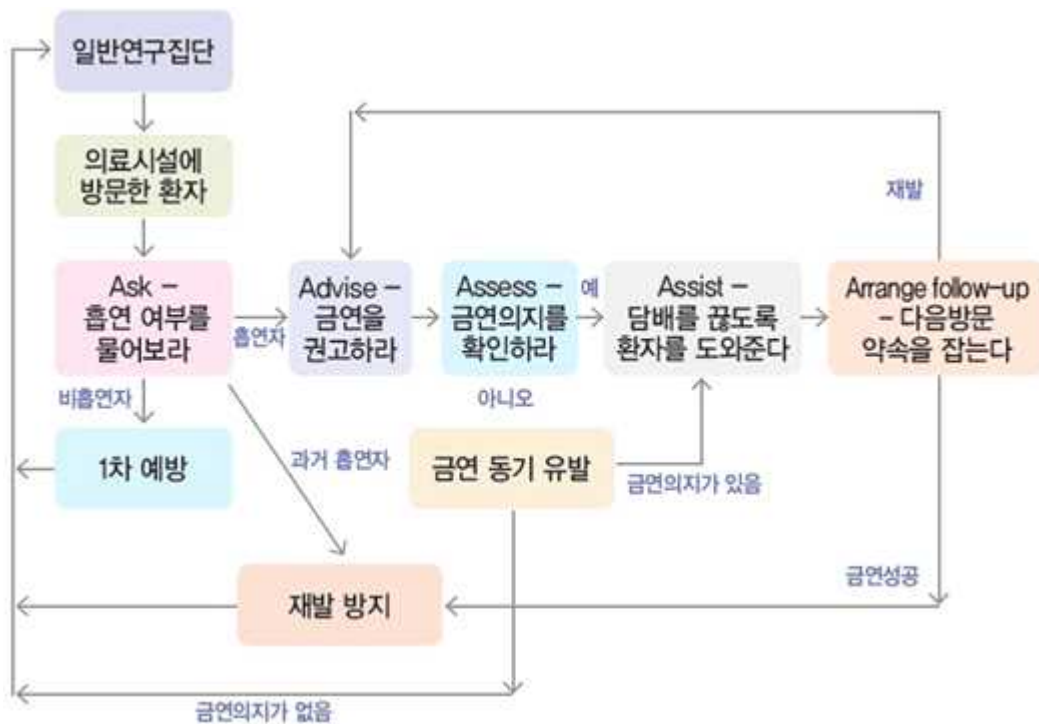 일반연구집단
의료시설에
방문한 환자
재발
Ask –
흡연 여부를
물어보라
흡연자
Advise –
금연을
권고하라
Assess –
금연의지를
확인하라
예
Assist –
담배를 끊도록
환자를 도와준다
Arrange follow-up
– 다음방문
약속을 잡는다
비흡연자
아니오
1차 예방
과거 흡연자
금연 동기 유발
금연의지가 있음
재발 방지
금연성공
금연의지가 없음